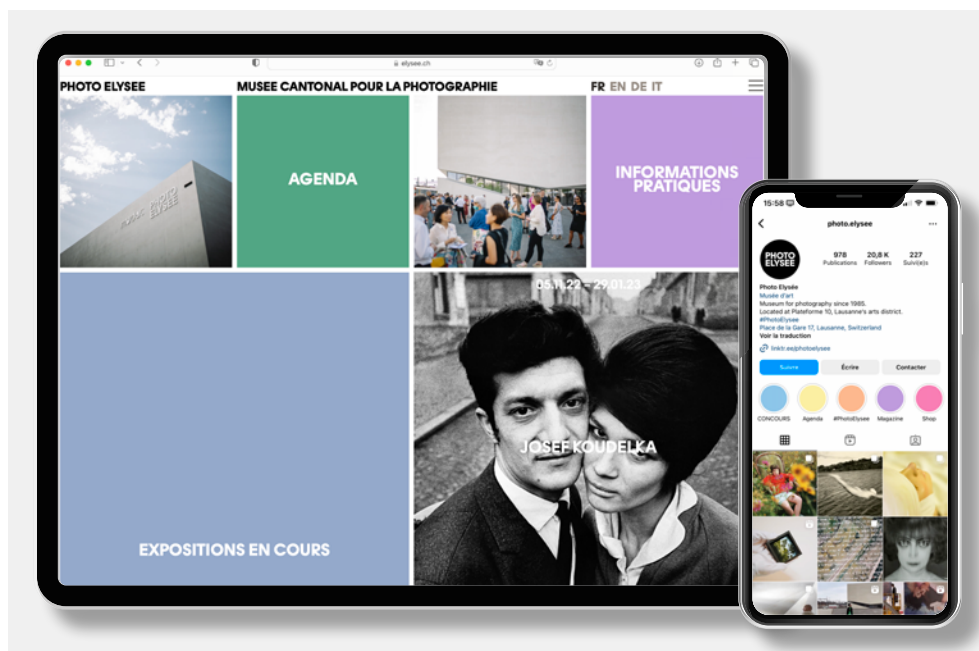 elysee.ch
PHOTO ELYSEE
MUSEE CANTONAL POUR LA PHOTOGRAPHIE
FR EN DE IT
PHOTO
ELYSEE
AGENDA
INFORMATIONS
PRATIQUES
05.11.22 – 29.01.23
JOSEF KOUDELKA
EXPOSITIONS EN COURS
15:58
photo.elysee
PHOTO
ELYSEE
978 20,8 K 227
Publications Followers Suivi(e)s
Photo Elysée
Musée d'art
Museum for photography since 1985.
Located at Plateforme 10, Lausanne's arts district.
#PhotoElysee
Place de la Gare 17, Lausanne, Switzerland
Voir la traduction
linktr.ee/photoelysee
Suivre Écrire Contacter
CONCOURS Agenda #PhotoElysee Magazine Shop